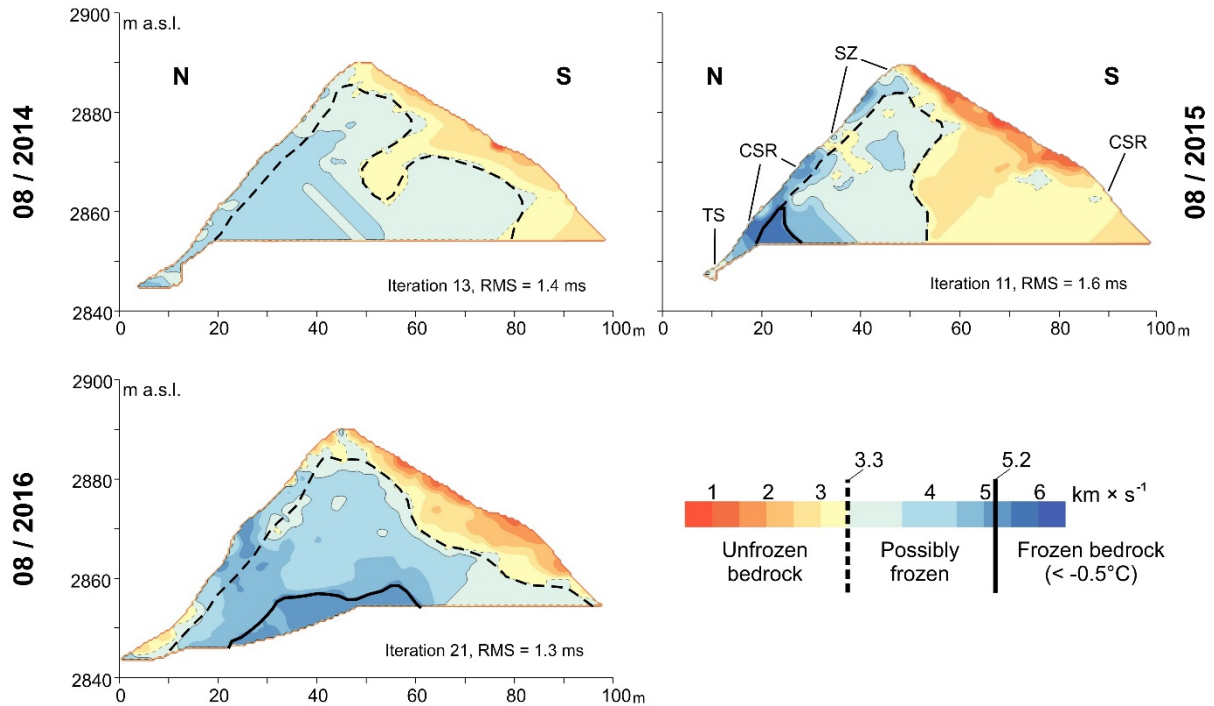 08 / 2014
2900
m a.s.l.
N
S
2880
2860
2840
Iteration 13, RMS = 1.4 ms
0
20
40
60
80
100 m
N
SZ
S
CSR
CSR
TS
08 / 2015
Iteration 11, RMS = 1.6 ms
0
20
40
60
80
100 m
08 / 2016
2900
m a.s.l.
2880
2860
2840
Iteration 21, RMS = 1.3 ms
0
20
40
60
80
100 m
3.3
5.2
1 2 3 4 5 6 km × s⁻¹
Unfrozen
bedrock
Possibly
frozen
Frozen bedrock
(< -0.5°C)